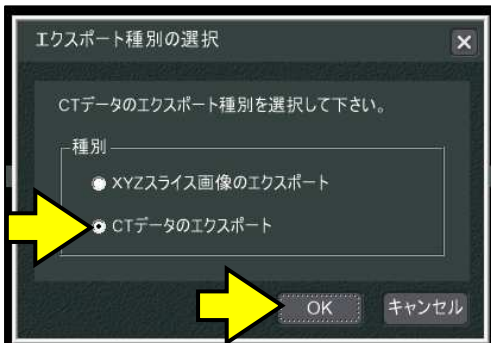 エクスポート種別の選択
CTデータのエクスポート種別を選択して下さい。
種別
XYZスライス画像のエクスポート
CTデータのエクスポート
OK
キャンセル